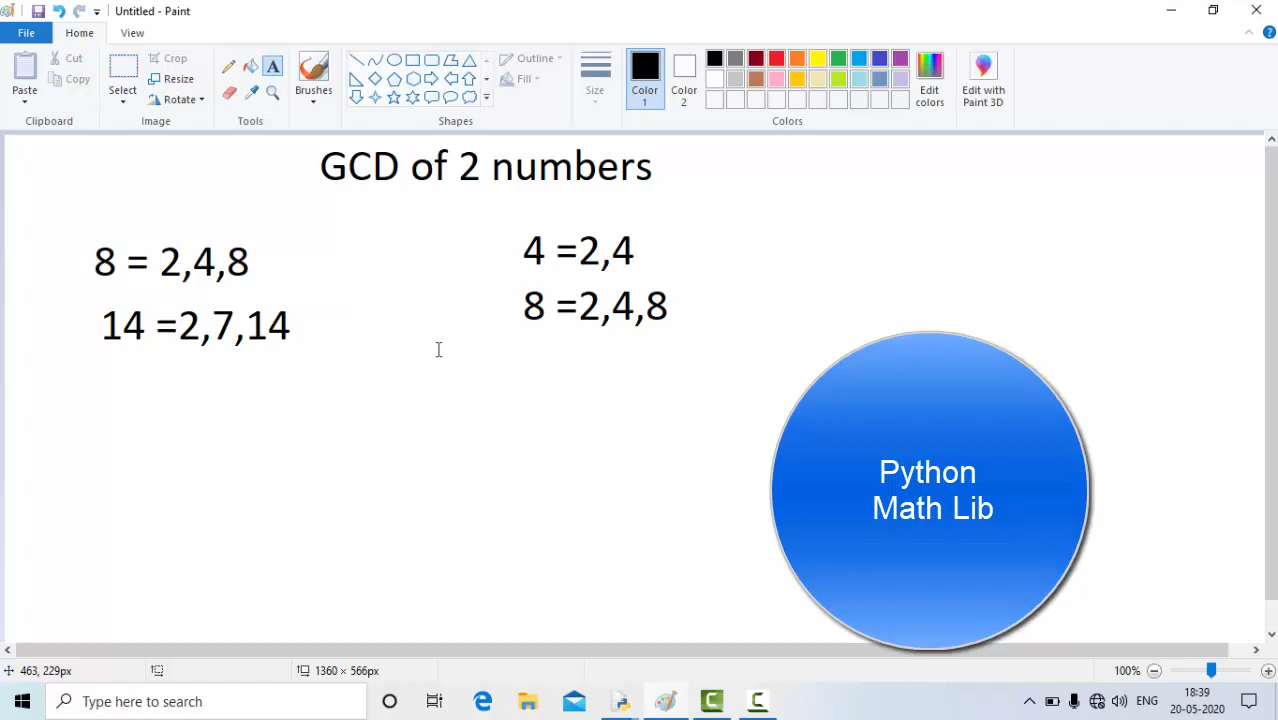 Untitled - Paint
File Home View
Paste
Cut
Copy
Clipboard
Select
Crop
Resize
Rotate
Image
Tools
Brushes
Shapes
Outline
Fill
Size
Color 1
Color 2
Colors
Edit colors
Edit with Paint 3D
GCD of 2 numbers
8 = 2,4,8
14 =2,7,14
4 =2,4
8 =2,4,8
Python
Math Lib
463, 229px
1360 × 566px
100%
Type here to search
ENG
18:39
20-05-2020